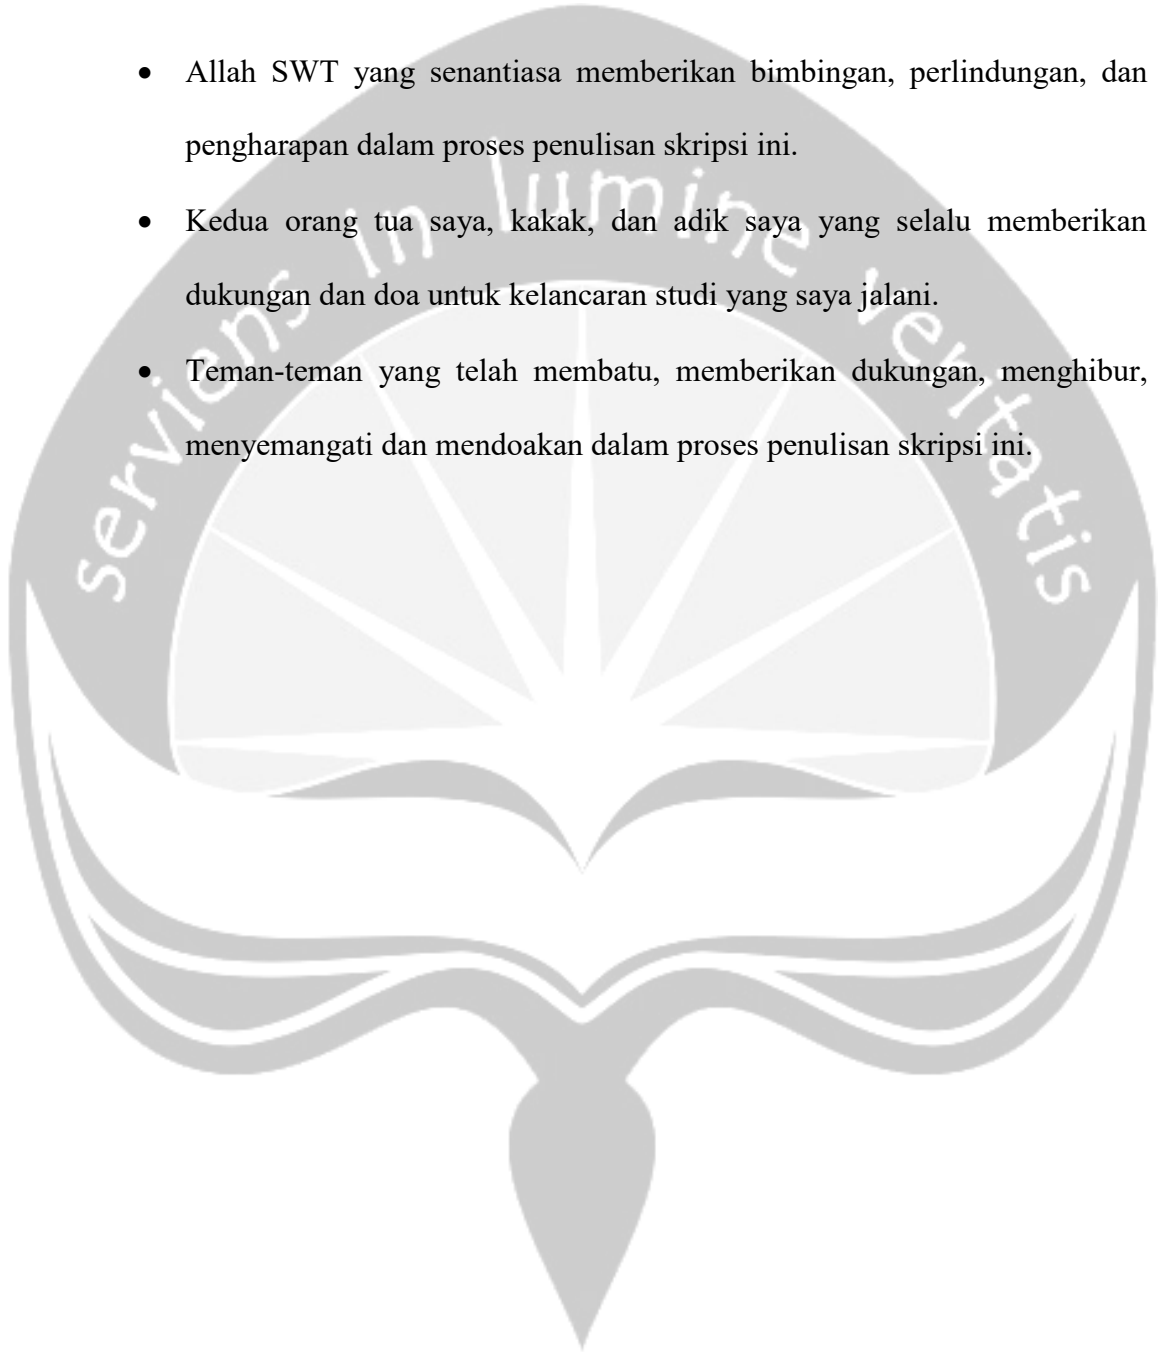 • Allah SWT yang senantiasa memberikan bimbingan, perlindungan, dan
pengharapan dalam proses penulisan skripsi ini.
• Kedua orang tua saya, kakak, dan adik saya yang selalu memberikan
dukungan dan doa untuk kelancaran studi yang saya jalani.
• Teman-teman yang telah membatu, memberikan dukungan, menghibur,
menyemangati dan mendoakan dalam proses penulisan skripsi ini.
serviens in lumine veritatis